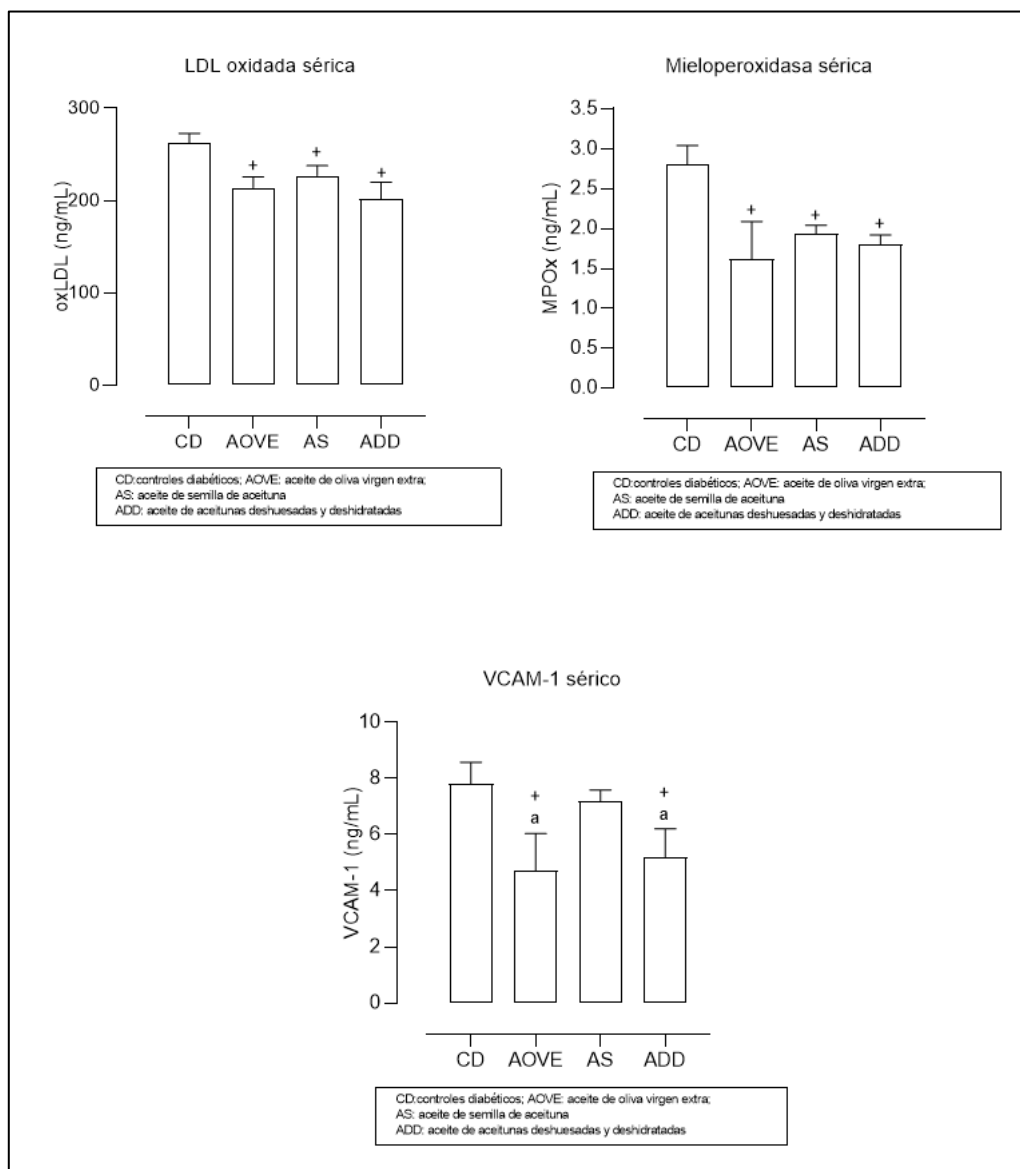 LDL oxidada sérica
oxLDL (ng/mL)
300
200
100
0
+
+
+
CD AOVE AS ADD
CD:controles diabéticos; AOVE: aceite de oliva virgen extra;
AS: aceite de semilla de aceituna
ADD: aceite de aceitunas deshuesadas y deshidratadas
Mieloperoxidasa sérica
MPOx (ng/mL)
3.5
3.0
2.5
2.0
1.5
1.0
0.5
0.0
+
+
+
CD AOVE AS ADD
CD:controles diabéticos; AOVE: aceite de oliva virgen extra;
AS: aceite de semilla de aceituna
ADD: aceite de aceitunas deshuesadas y deshidratadas
VCAM-1 sérico
VCAM-1 (ng/mL)
10
8
6
4
2
0
+ +
a a
CD AOVE AS ADD
CD:controles diabéticos; AOVE: aceite de oliva virgen extra;
AS: aceite de semilla de aceituna
ADD: aceite de aceitunas deshuesadas y deshidratadas